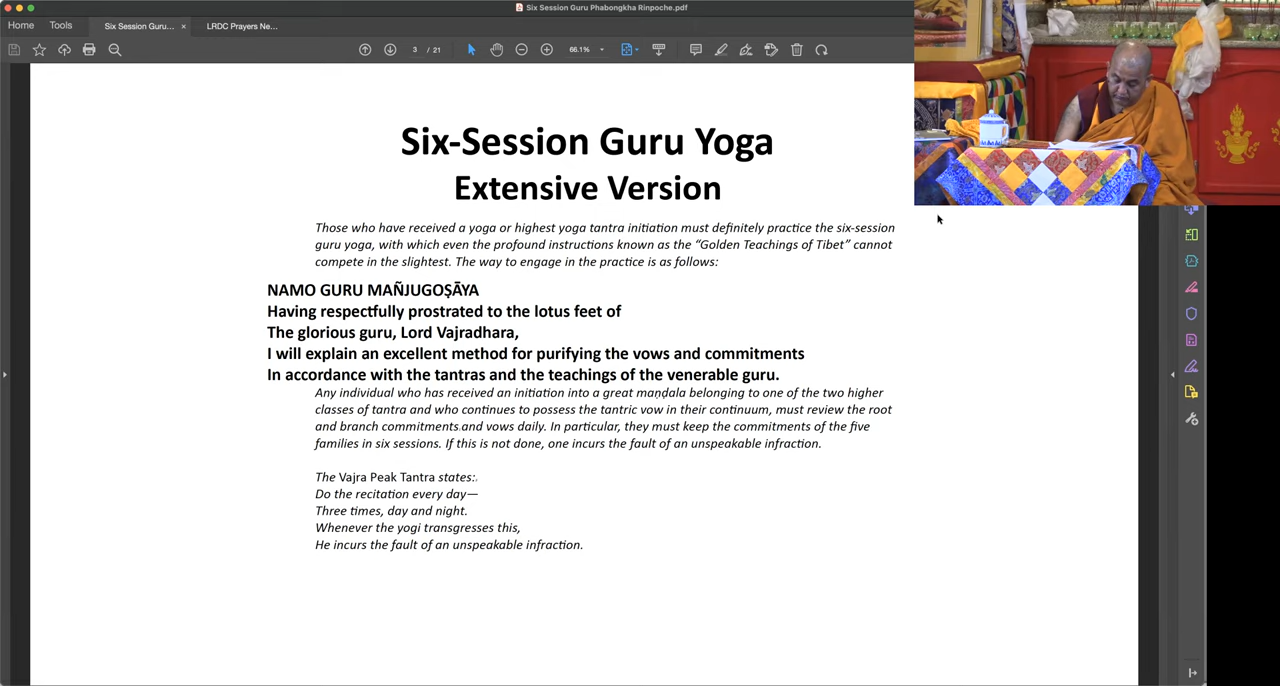 Six Session Guru Phabongkha Rinpoche.pdf
Home Tools Six Session Guru... × LRDC Prayers Ne...
3 / 21 66.1%
Six-Session Guru Yoga
Extensive Version
Those who have received a yoga or highest yoga tantra initiation must definitely practice the six-session
guru yoga, with which even the profound instructions known as the “Golden Teachings of Tibet” cannot
compete in the slightest. The way to engage in the practice is as follows:
NAMO GURU MAÑJUGOṢĀYA
Having respectfully prostrated to the lotus feet of
The glorious guru, Lord Vajradhara,
I will explain an excellent method for purifying the vows and commitments
In accordance with the tantras and the teachings of the venerable guru.
Any individual who has received an initiation into a great maṇḍala belonging to one of the two higher
classes of tantra and who continues to possess the tantric vow in their continuum, must review the root
and branch commitments and vows daily. In particular, they must keep the commitments of the five
families in six sessions. If this is not done, one incurs the fault of an unspeakable infraction.
The Vajra Peak Tantra states:
Do the recitation every day—
Three times, day and night.
Whenever the yogi transgresses this,
He incurs the fault of an unspeakable infraction.